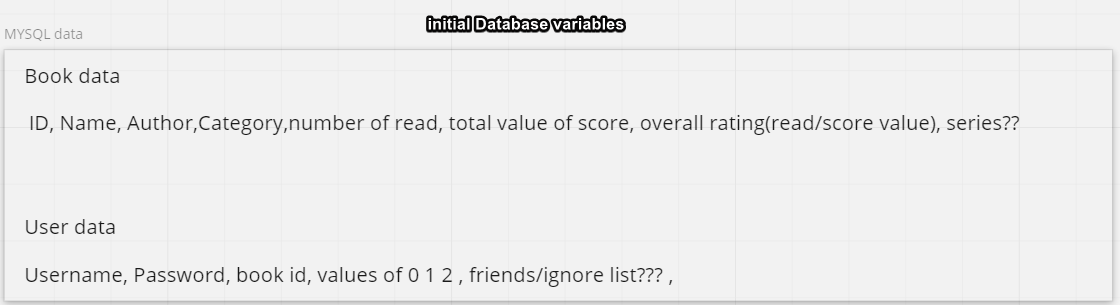 initial Database variables
MYSQL data
Book data
ID, Name, Author,Category,number of read, total value of score, overall rating(read/score value), series??
User data
Username, Password, book id, values of 0 1 2 , friends/ignore list??? ,